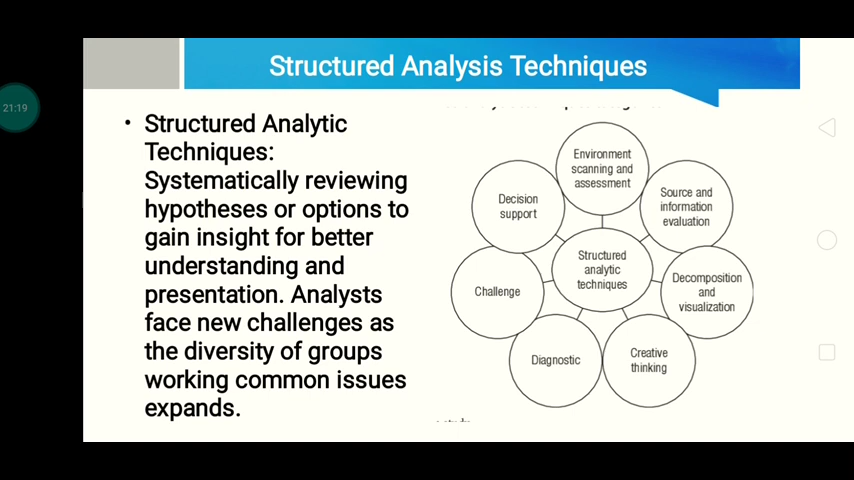 Structured Analysis Techniques
21:19
• Structured Analytic
Techniques:
Systematically reviewing
hypotheses or options to
gain insight for better
understanding and
presentation. Analysts
face new challenges as
the diversity of groups
working common issues
expands.
Environment
scanning and
assessment
Source and
information
evaluation
Decomposition
and
visualization
Creative
thinking
Diagnostic
Challenge
Decision
support
Structured
analytic
techniques